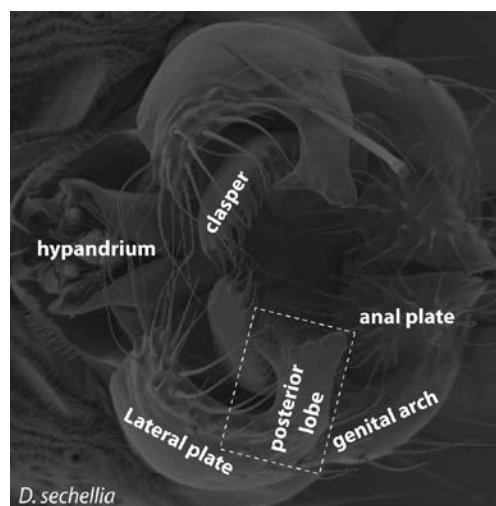 clasper
hypandrium
anal plate
posterior
lobe
genital arch
Lateral plate
D. sechellia